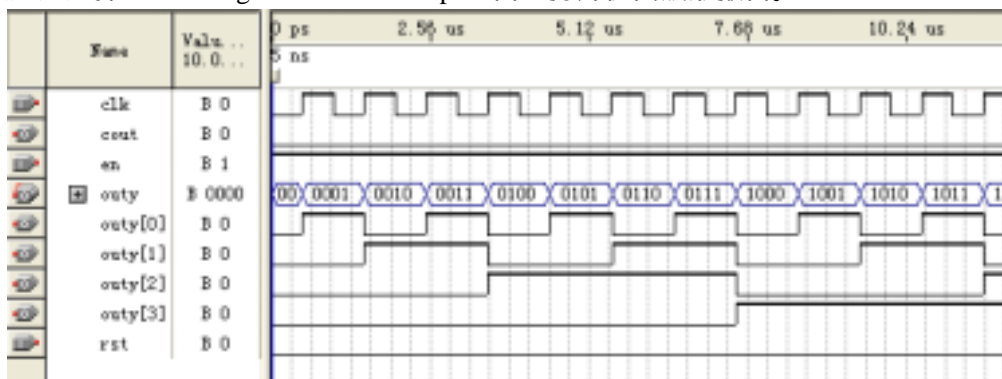 Name Valu... 10.0... 0 ps 2.56 us 5.12 us 7.68 us 10.24 us
5 ns
clk B 0
cout B 0
en B 1
outy B 0000 00 0001 0010 0011 0100 0101 0110 0111 1000 1001 1010 1011
outy[0] B 0
outy[1] B 0
outy[2] B 0
outy[3] B 0
rst B 0